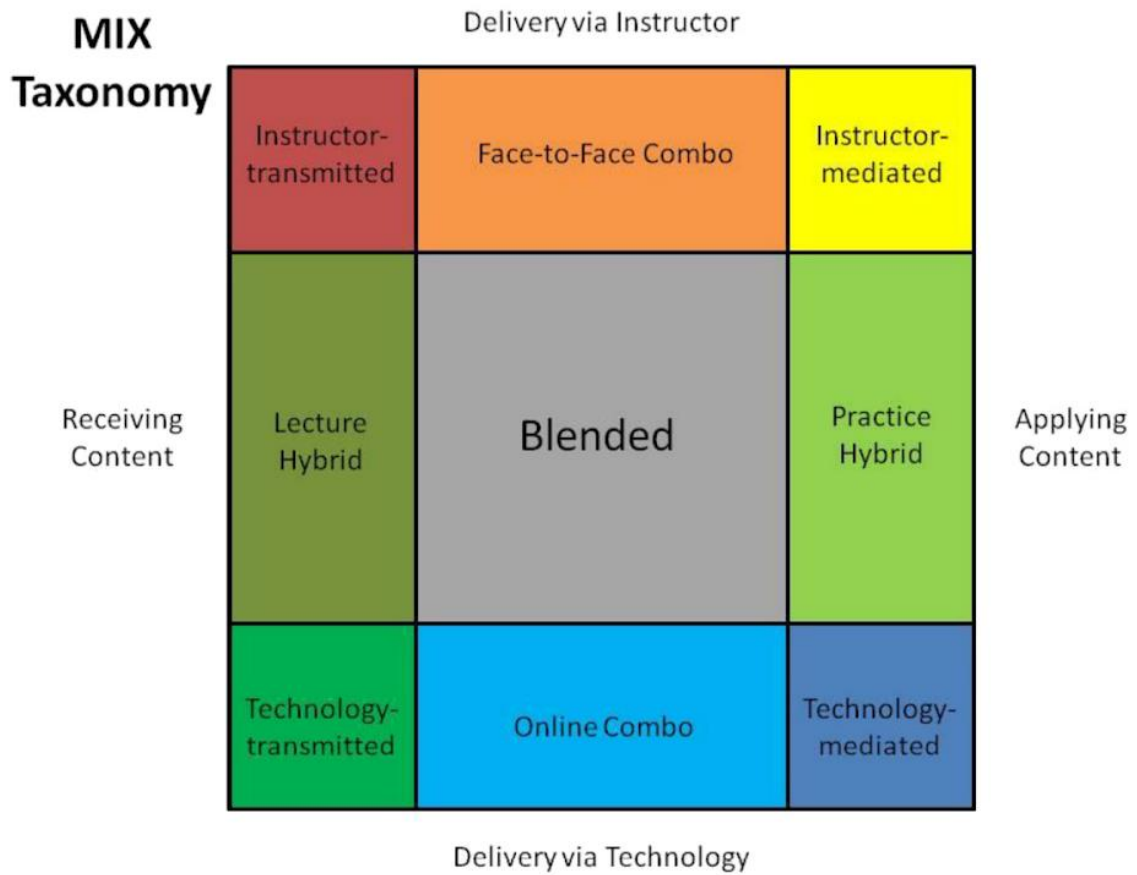 MIX
Taxonomy
Delivery via Instructor
Instructor-
transmitted
Face-to-Face Combo
Instructor-
mediated
Receiving
Content
Lecture
Hybrid
Blended
Practice
Hybrid
Applying
Content
Technology-
transmitted
Online Combo
Technology-
mediated
Delivery via Technology